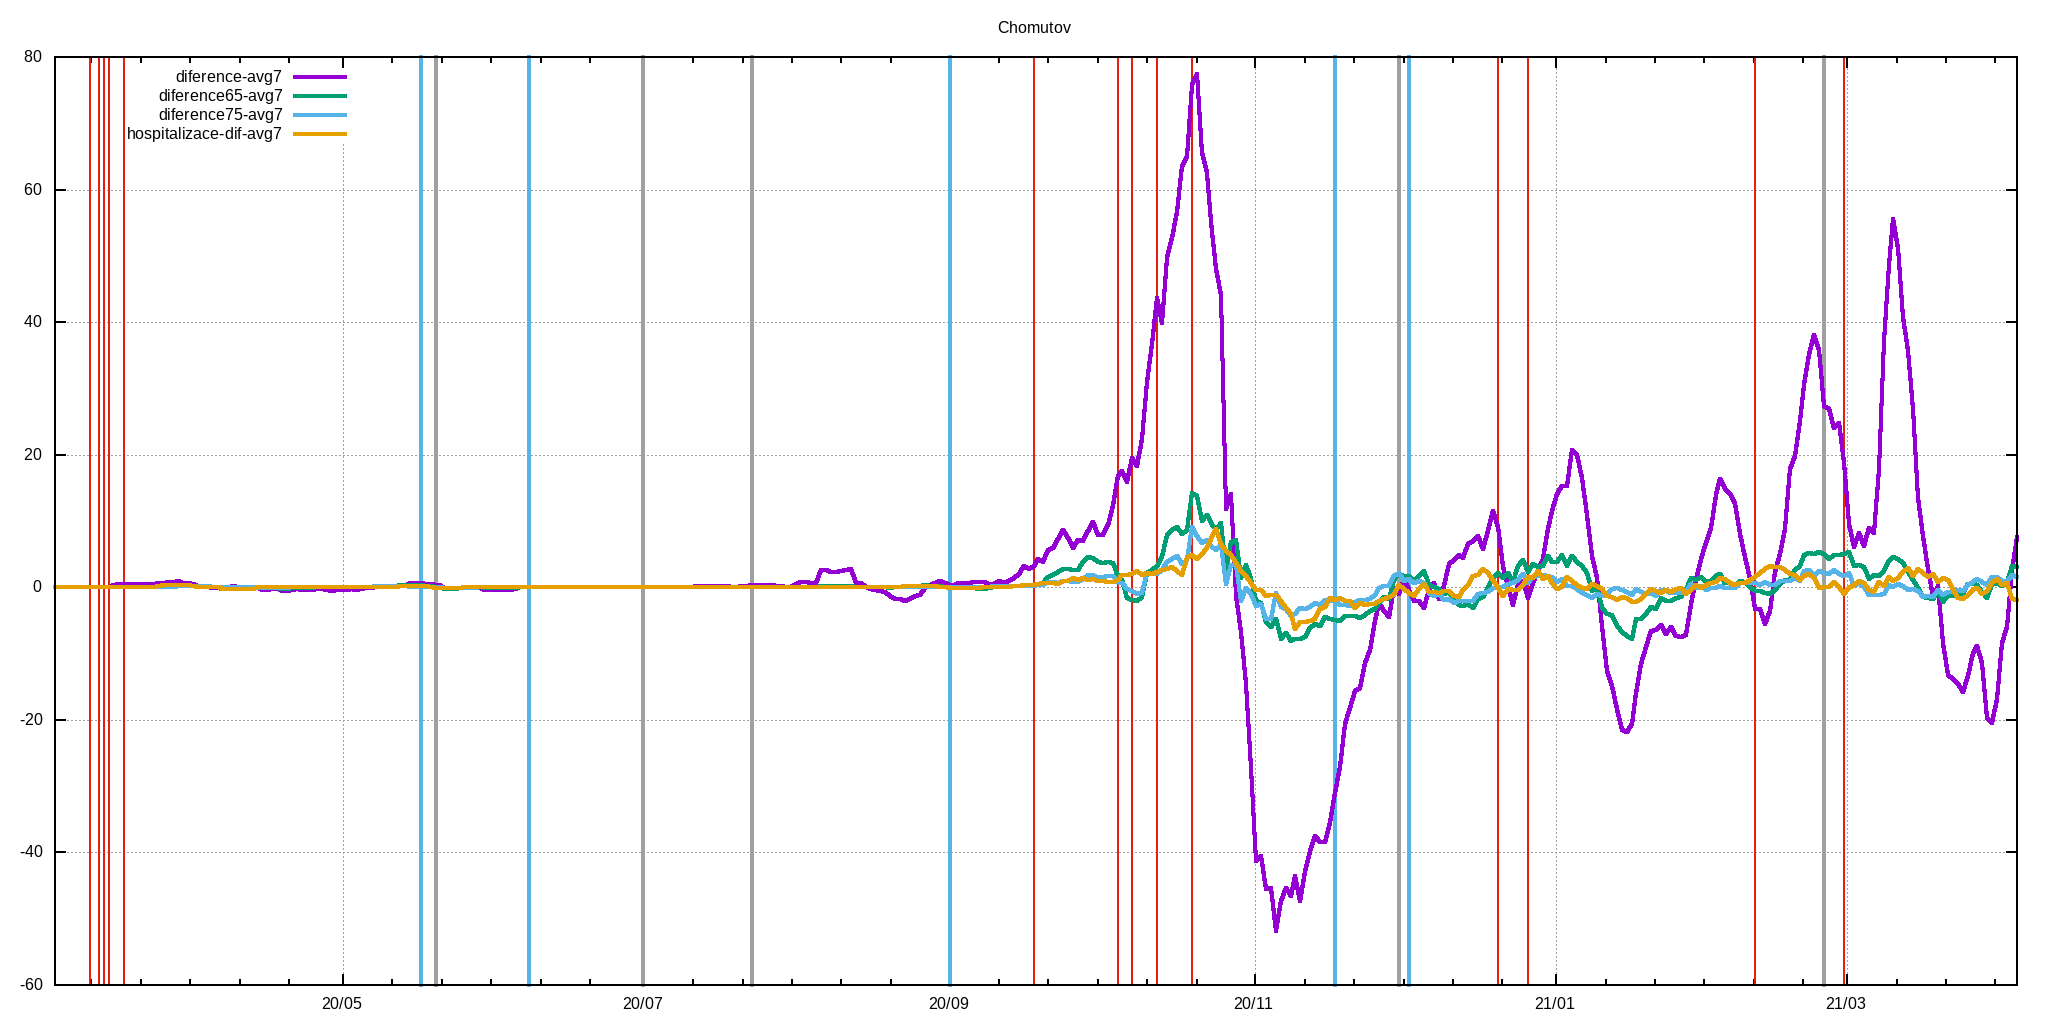 Chomutov
80
diference-avg7
diference65-avg7
diference75-avg7
hospitalizace-dif-avg7
60
40
20
0
-20
-40
-60
20/05 20/07 20/09 20/11 21/01 21/03